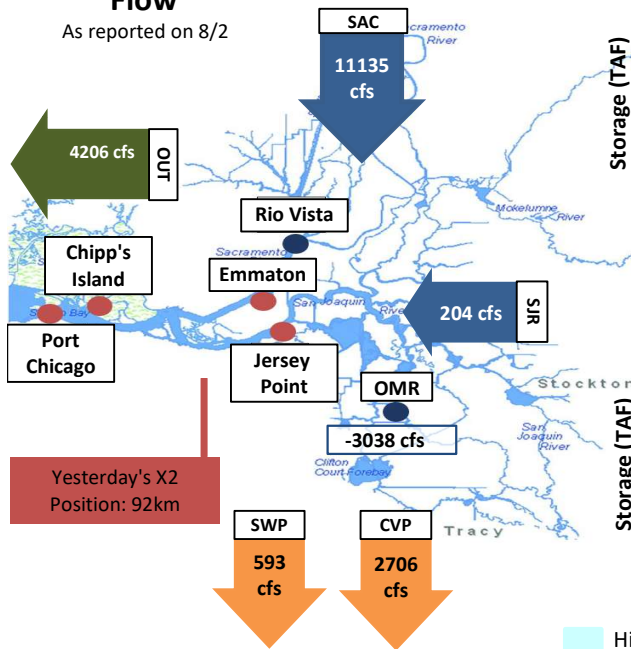 Flow
As reported on 8/2
SAC
Sacramento
River
11135
cfs
Storage (TAF)
4206 cfs
OUT
Mokelumne
River
Rio Vista
Chipp's
Island
Sacramento
Emmaton
San Joaquin
River
204 cfs
SJR
Bay
Port
Chicago
Jersey
Point
OMR
Stockton
-3038 cfs
San
Joaquin
River
Storage (TAF)
Clifton
Court Forebay
Yesterday's X2
Position: 92km
SWP
CVP
Tracy
593
cfs
2706
cfs
Hi